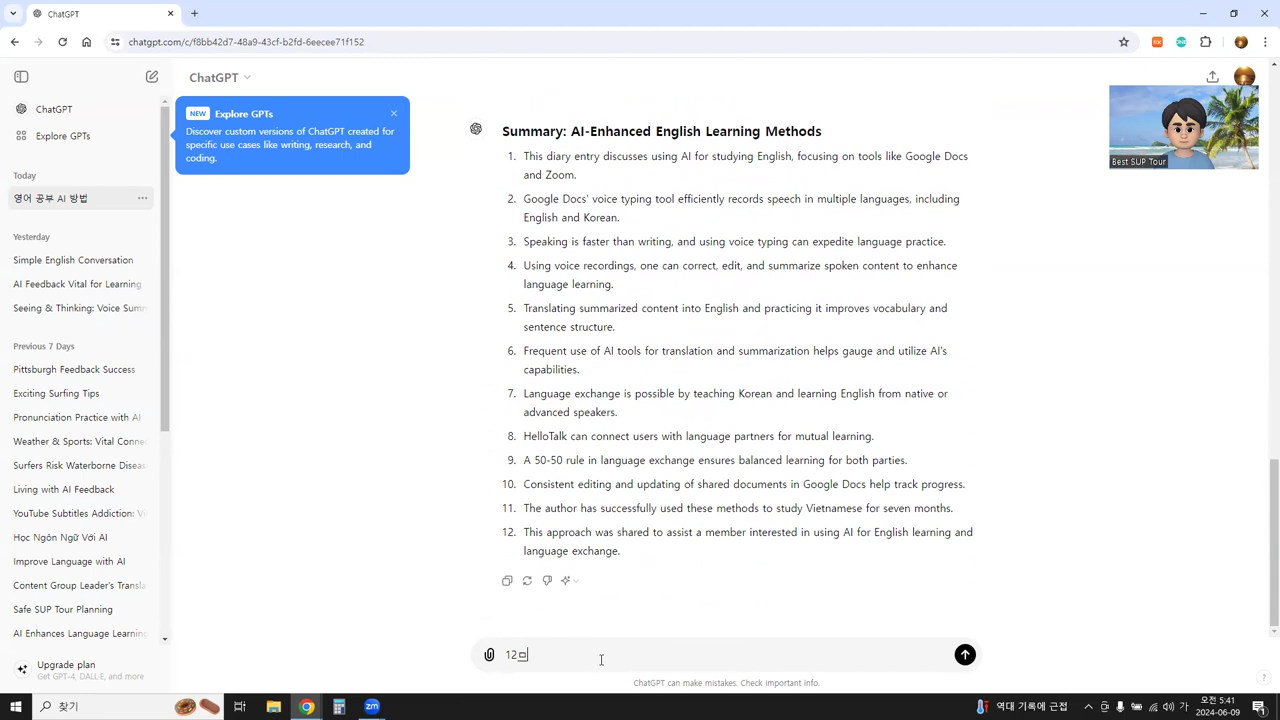 ChatGPT
chatgpt.com/c/f8bb42d7-48a9-43cf-b2fd-6eecee71f152
ChatGPT
ChatGPT
Explore GPTs
NEW Explore GPTs
Discover custom versions of ChatGPT created for
specific use cases like writing, research, and
coding.
Best SUP Tour
Today
영어 공부 AI 방법
Yesterday
Simple English Conversation
AI Feedback Vital for Learning
Seeing & Thinking: Voice Summ
Previous 7 Days
Pittsburgh Feedback Success
Exciting Surfing Tips
Pronunciation Practice with AI
Weather & Sports: Vital Conne
Surfers Risk Waterborne Diseas
Living with AI Feedback
YouTube Subtitles Addiction: V
Học Ngôn Ngữ Với AI
Improve Language with AI
Content Group Leader's Transla
Safe SUP Tour Planning
AI Enhances Language Learning
Upgrade plan
Get GPT-4, DALL·E, and more
Summary: AI-Enhanced English Learning Methods
1. This diary entry discusses using AI for studying English, focusing on tools like Google Docs
and Zoom.
2. Google Docs' voice typing tool efficiently records speech in multiple languages, including
English and Korean.
3. Speaking is faster than writing, and using voice typing can expedite language practice.
4. Using voice recordings, one can correct, edit, and summarize spoken content to enhance
language learning.
5. Translating summarized content into English and practicing it improves vocabulary and
sentence structure.
6. Frequent use of AI tools for translation and summarization helps gauge and utilize AI's
capabilities.
7. Language exchange is possible by teaching Korean and learning English from native or
advanced speakers.
8. HelloTalk can connect users with language partners for mutual learning.
9. A 50-50 rule in language exchange ensures balanced learning for both parties.
10. Consistent editing and updating of shared documents in Google Docs help track progress.
11. The author has successfully used these methods to study Vietnamese for seven months.
12. This approach was shared to assist a member interested in using AI for English learning and
language exchange.
12ㅁ
ChatGPT can make mistakes. Check important info.
?
찾기
역대 기록에 근접
가
오전 5:41
2024-06-09